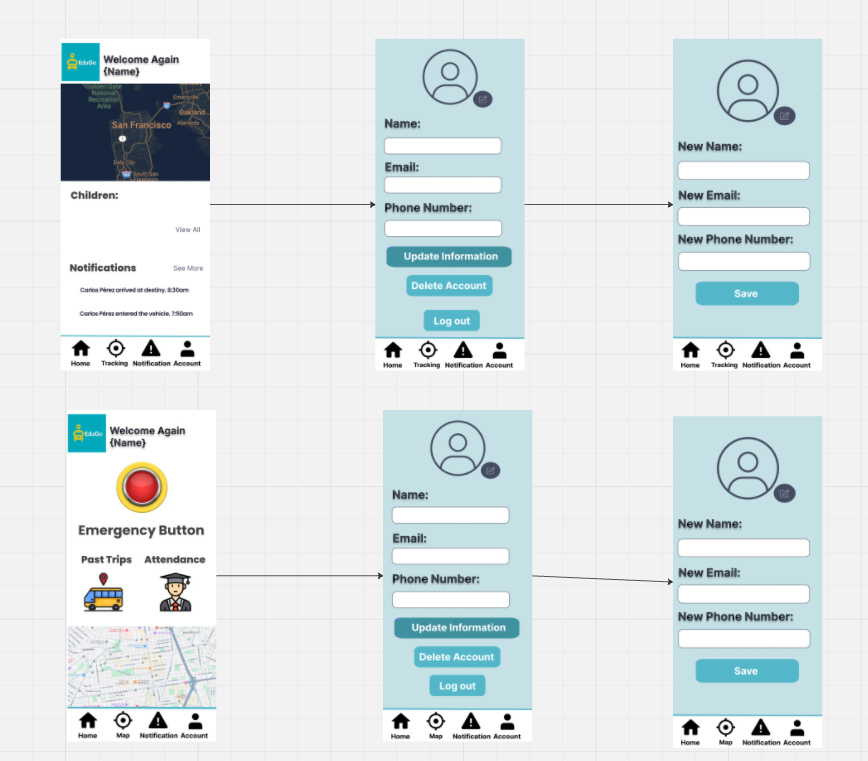 EduGo
Welcome Again
{Name}
Golden Gate
National
Recreation
Area
Emeryville
Oakland
San Francisco
Alameda
Daly City
South San
Francisco
Children:
View All
Notifications
See More
Carlos Pérez arrived at destiny. 8:30am
Carlos Pérez entered the vehicle. 7:50am
Home
Tracking
Notification
Account
Name:
Email:
Phone Number:
Update Information
Delete Account
Log out
Home
Tracking
Notification
Account
New Name:
New Email:
New Phone Number:
Save
Home
Tracking
Notification
Account
EduGo
Welcome Again
{Name}
Emergency Button
Past Trips
Attendance
Home
Map
Notification
Account
Name:
Email:
Phone Number:
Update Information
Delete Account
Log out
Home
Map
Notification
Account
New Name:
New Email:
New Phone Number:
Save
Home
Map
Notification
Account